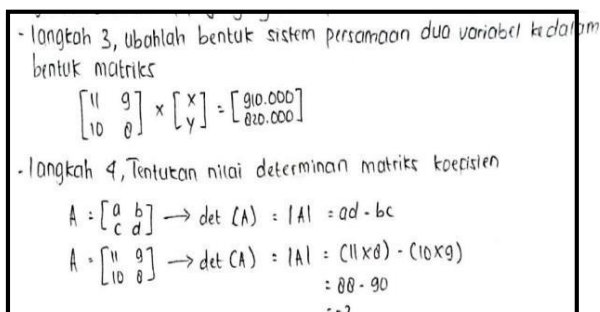 - langkah 3, ubahlah bentuk sistem persamaan dua variabel kedalam
bentuk matriks
[11 9
10 8] × [x
y] = [910.000
820.000]
- langkah 4, Tentukan nilai determinan matriks koefisien
A = [a b
c d] → det (A) = |A| = ad - bc
A = [11 9
10 8] → det (A) = |A| = (11×8) - (10×9)
= 88 - 90
= -2